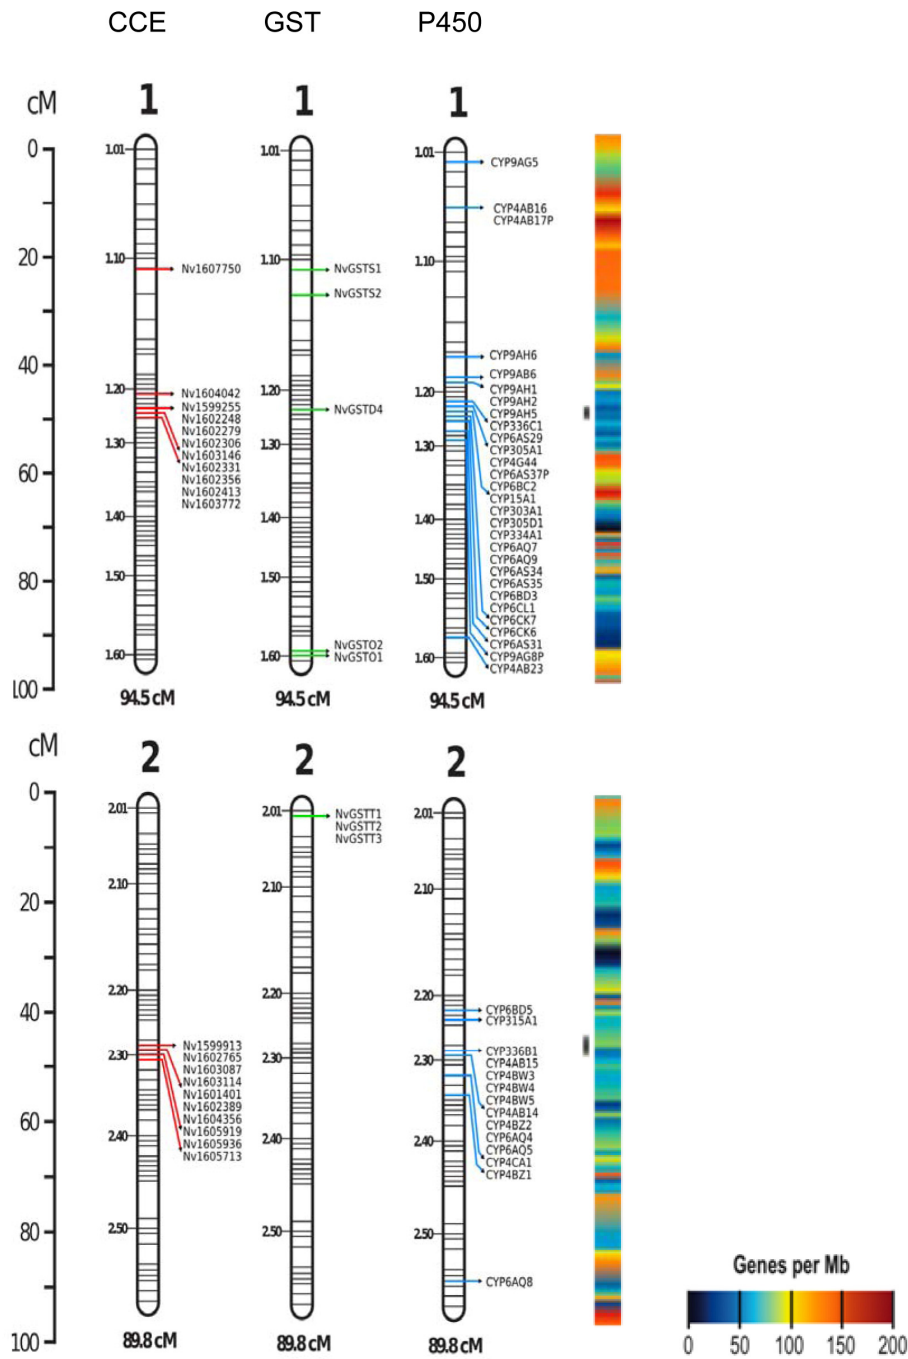 CCE GST P450
cM 1 1 1
0
20
40
60
80
100
1.01
1.10
1.20
1.30
1.40
1.50
1.60
94.5 cM
Nv1607750
Nv1604042
Nv1599255
Nv1602248
Nv1602279
Nv1602306
Nv1603146
Nv1602331
Nv1602356
Nv1602413
Nv1603772
1.01
1.10
1.20
1.30
1.40
1.50
1.60
94.5 cM
NvGSTS1
NvGSTS2
NvGSTD4
NvGSTO2
NvGSTO1
1.01
1.10
1.20
1.30
1.40
1.50
1.60
94.5 cM
CYP9AG5
CYP4AB16
CYP4AB17P
CYP9AH6
CYP9AB6
CYP9AH1
CYP9AH2
CYP9AH5
CYP336C1
CYP6AS29
CYP305A1
CYP4G44
CYP6AS37P
CYP6BC2
CYP15A1
CYP303A1
CYP305D1
CYP334A1
CYP6AQ7
CYP6AQ9
CYP6AS34
CYP6AS35
CYP6BD3
CYP6CL1
CYP6CK7
CYP6CK6
CYP6AS31
CYP9AG8P
CYP4AB23
cM 2 2 2
0
20
40
60
80
100
2.01
2.10
2.20
2.30
2.40
2.50
89.8 cM
Nv1599913
Nv1602765
Nv1603087
Nv1603114
Nv1601401
Nv1602389
Nv1604356
Nv1605919
Nv1605936
Nv1605713
2.01
2.10
2.20
2.30
2.40
2.50
89.8 cM
NvGSTT1
NvGSTT2
NvGSTT3
2.01
2.10
2.20
2.30
2.40
2.50
89.8 cM
CYP6BD5
CYP315A1
CYP336B1
CYP4AB15
CYP4BW3
CYP4BW4
CYP4BW5
CYP4AB14
CYP4BZ2
CYP6AQ4
CYP6AQ5
CYP4CA1
CYP4BZ1
CYP6AQ8
Genes per Mb
0 50 100 150 200